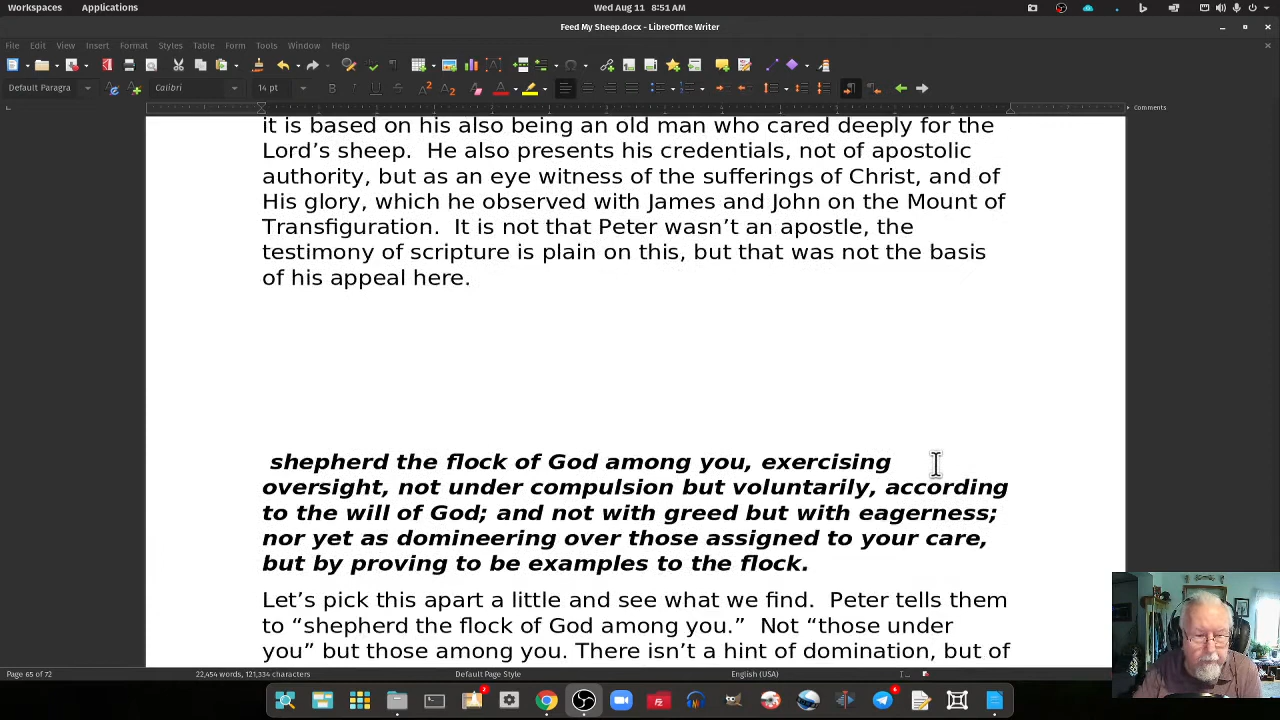 Workspaces Applications Wed Aug 11 8:51 AM
Feed My Sheep.docx - LibreOffice Writer
File Edit View Insert Format Styles Table Form Tools Window Help
Default Paragra Calibri 14 pt
Comments
it is based on his also being an old man who cared deeply for the
Lord’s sheep.  He also presents his credentials, not of apostolic
authority, but as an eye witness of the sufferings of Christ, and of
His glory, which he observed with James and John on the Mount of
Transfiguration.  It is not that Peter wasn’t an apostle, the
testimony of scripture is plain on this, but that was not the basis
of his appeal here.
shepherd the flock of God among you, exercising
oversight, not under compulsion but voluntarily, according
to the will of God; and not with greed but with eagerness;
nor yet as domineering over those assigned to your care,
but by proving to be examples to the flock.
Let’s pick this apart a little and see what we find.  Peter tells them
to “shepherd the flock of God among you.”  Not “those under
you” but those among you. There isn’t a hint of domination, but of
Page 65 of 72 22,454 words, 121,334 characters Default Page Style English (USA)